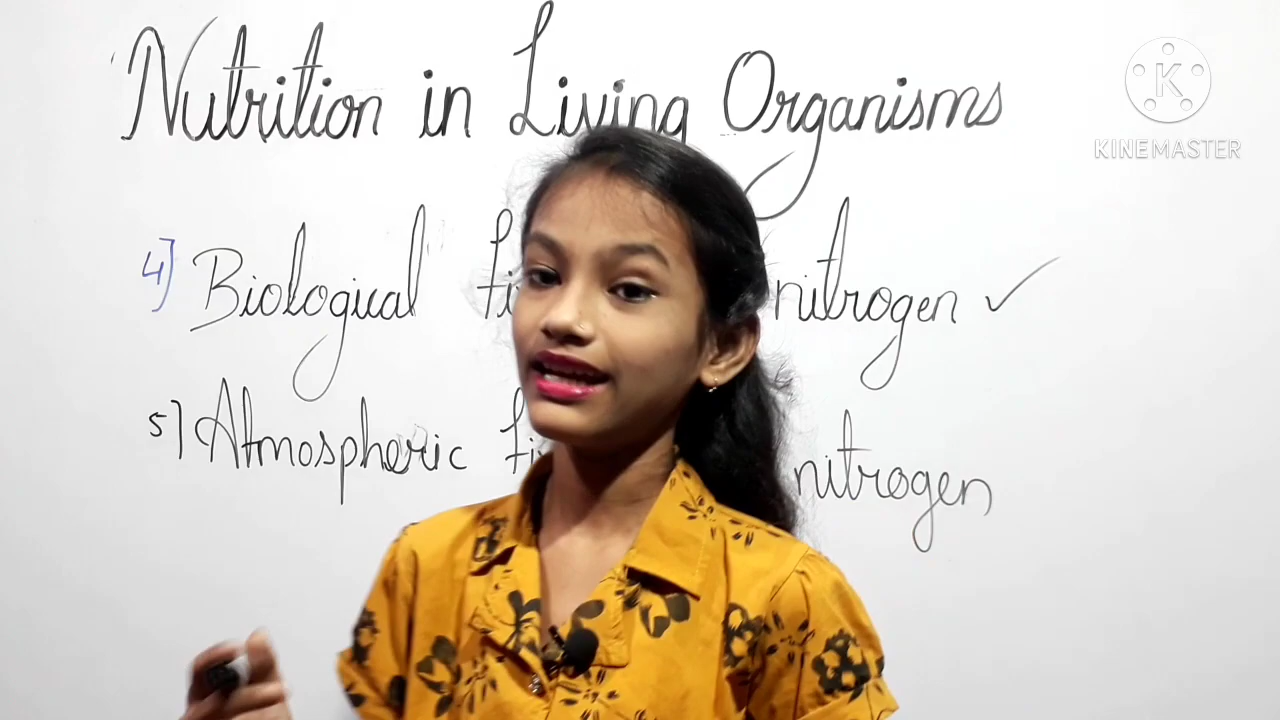 Nutrition in Living Organisms
4] Biological fi nitrogen ✓
5] Atmospheric fi nitrogen
K
KINEMASTER